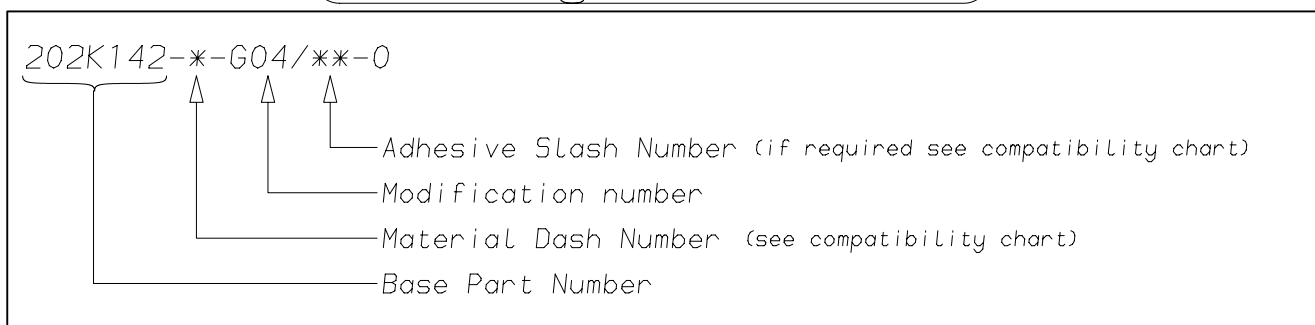 202K142-*-G04/**-0
Adhesive Slash Number (if required see compatibility chart)
Modification number
Material Dash Number (see compatibility chart)
Base Part Number